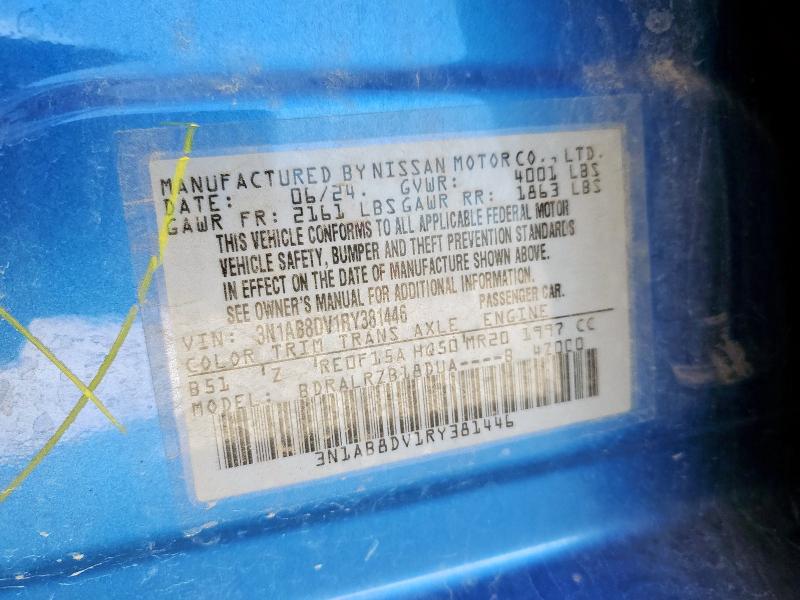 MANUFACTURED BY NISSAN MOTOR CO., LTD.
DATE: 06/24. GVWR: 4001 LBS
GAWR FR: 2161 LBS GAWR RR: 1863 LBS
THIS VEHICLE CONFORMS TO ALL APPLICABLE FEDERAL MOTOR
VEHICLE SAFETY, BUMPER AND THEFT PREVENTION STANDARDS
IN EFFECT ON THE DATE OF MANUFACTURE SHOWN ABOVE.
SEE OWNER'S MANUAL FOR ADDITIONAL INFORMATION.
PASSENGER CAR.
VIN: 3N1AB8DV1RY381446
COLOR TRIM TRANS AXLE ENGINE
B51 Z RE0F15A HQ50 MR20 1997 CC
MODEL: BDRALRZB18DUA----B
3N1AB8DV1RY381446